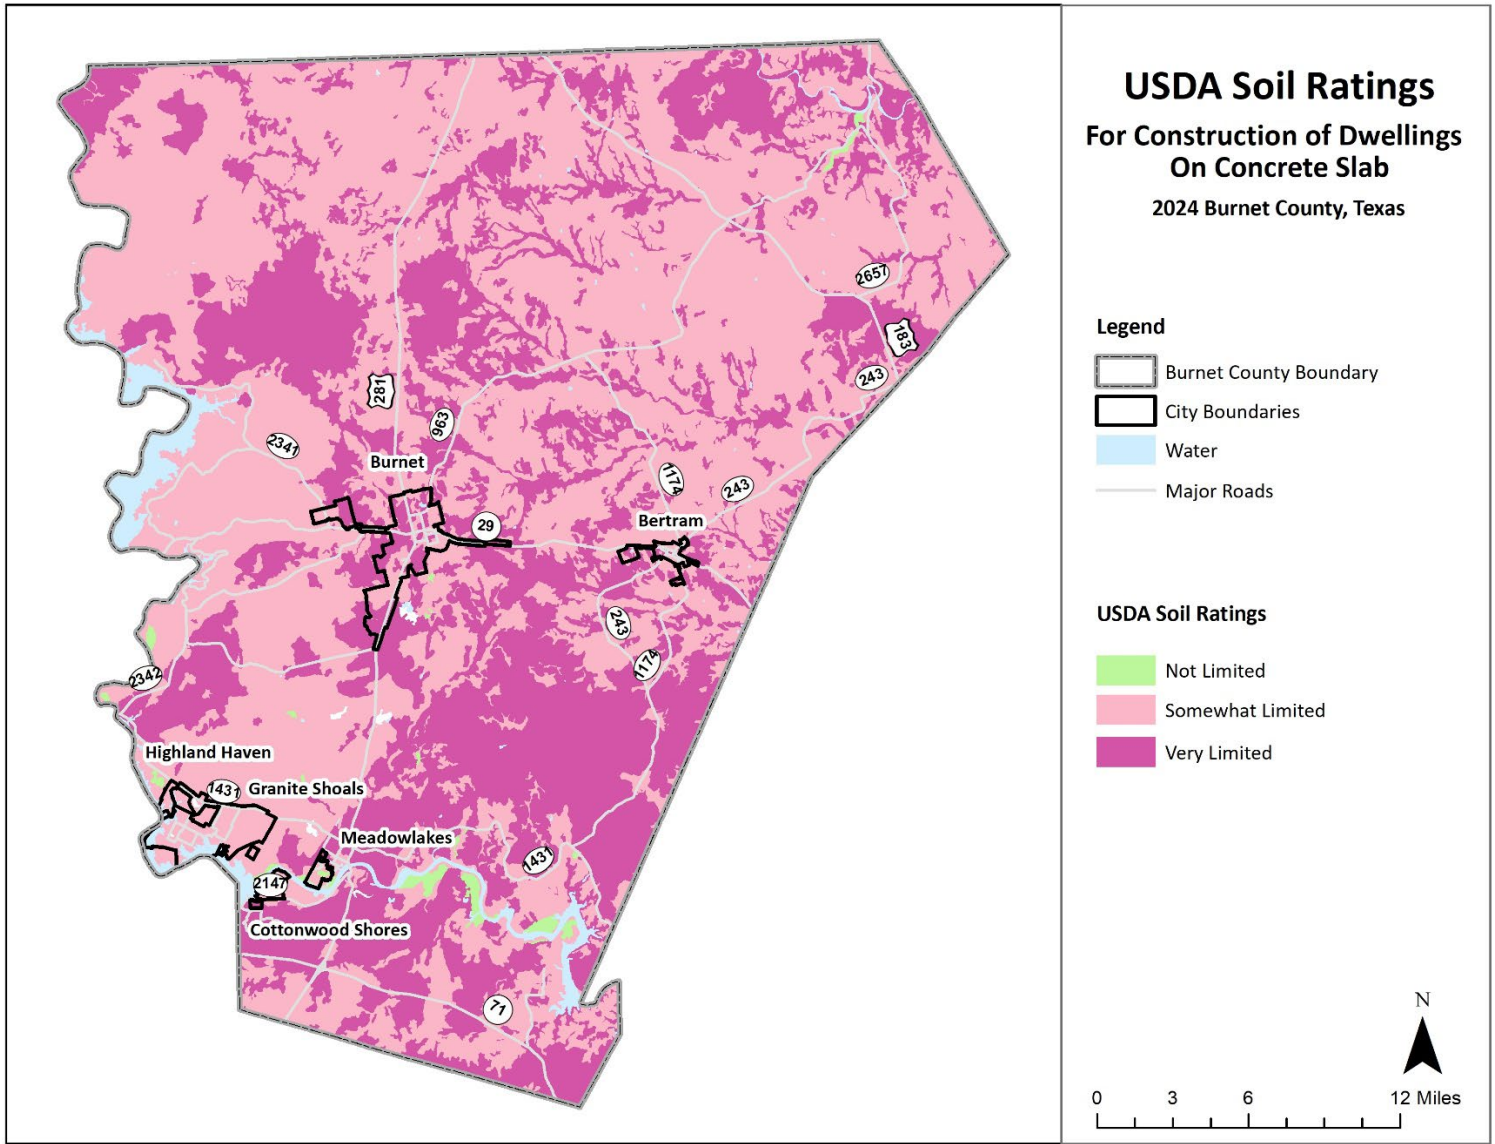 USDA Soil Ratings
For Construction of Dwellings
On Concrete Slab
2024 Burnet County, Texas
Legend
Burnet County Boundary
City Boundaries
Water
Major Roads
USDA Soil Ratings
Not Limited
Somewhat Limited
Very Limited
N
0 3 6 12 Miles
2657
183
243
281
963
2341
Burnet
1174
243
29
Bertram
243
1174
2342
Highland Haven
1431
Granite Shoals
Meadowlakes
1431
2147
Cottonwood Shores
71